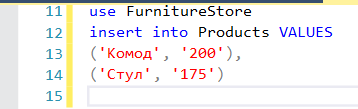 11 use FurnitureStore
12 insert into Products VALUES
13 ('Комод', '200'),
14 ('Стул', '175')
15